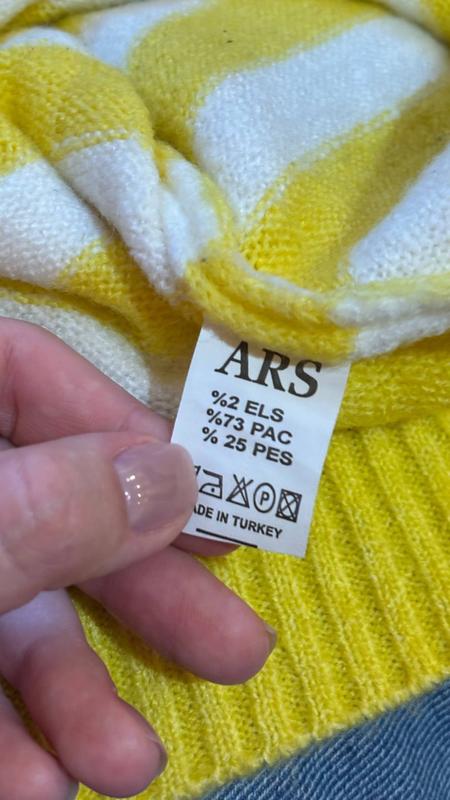 ARS
%2 ELS
%73 PAC
% 25 PES
P
ADE IN TURKEY